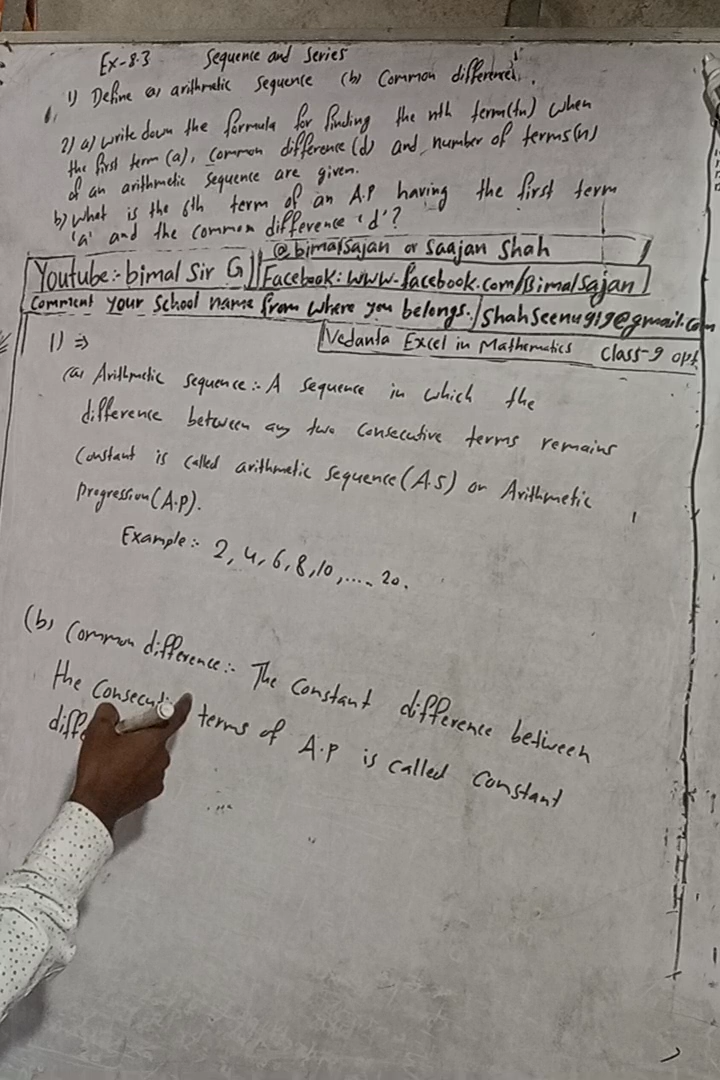 Ex-8.3 Sequence and Series
1) Define (a) arithmetic sequence (b) Common difference.
2) a) write down the formula for finding the nth term(tn) when
the first term (a), common difference (d) and number of terms(n)
of an arithmetic sequence are given.
b) What is the 6th term of an A.P having the first term
'a' and the common difference 'd'?
@bimalsajan or Saajan Shah
Youtube:- bimal Sir G
Facebook: www.facebook.com/Bimalsajan
Comment your School name from where you belongs.
Shahseenu919@gmail.com
Vedanta Excel in Mathematics Class-9 opt
1) ⇒
(a) Arithmetic sequence:- A sequence in which the
difference between any two consecutive terms remains
Constant is called arithmetic sequence (A.S) or Arithmetic
Progression (A.P).
Example:- 2, 4, 6, 8, 10, .... 20.
(b) Common difference:- The constant difference between
the terms of A.P is called Constant